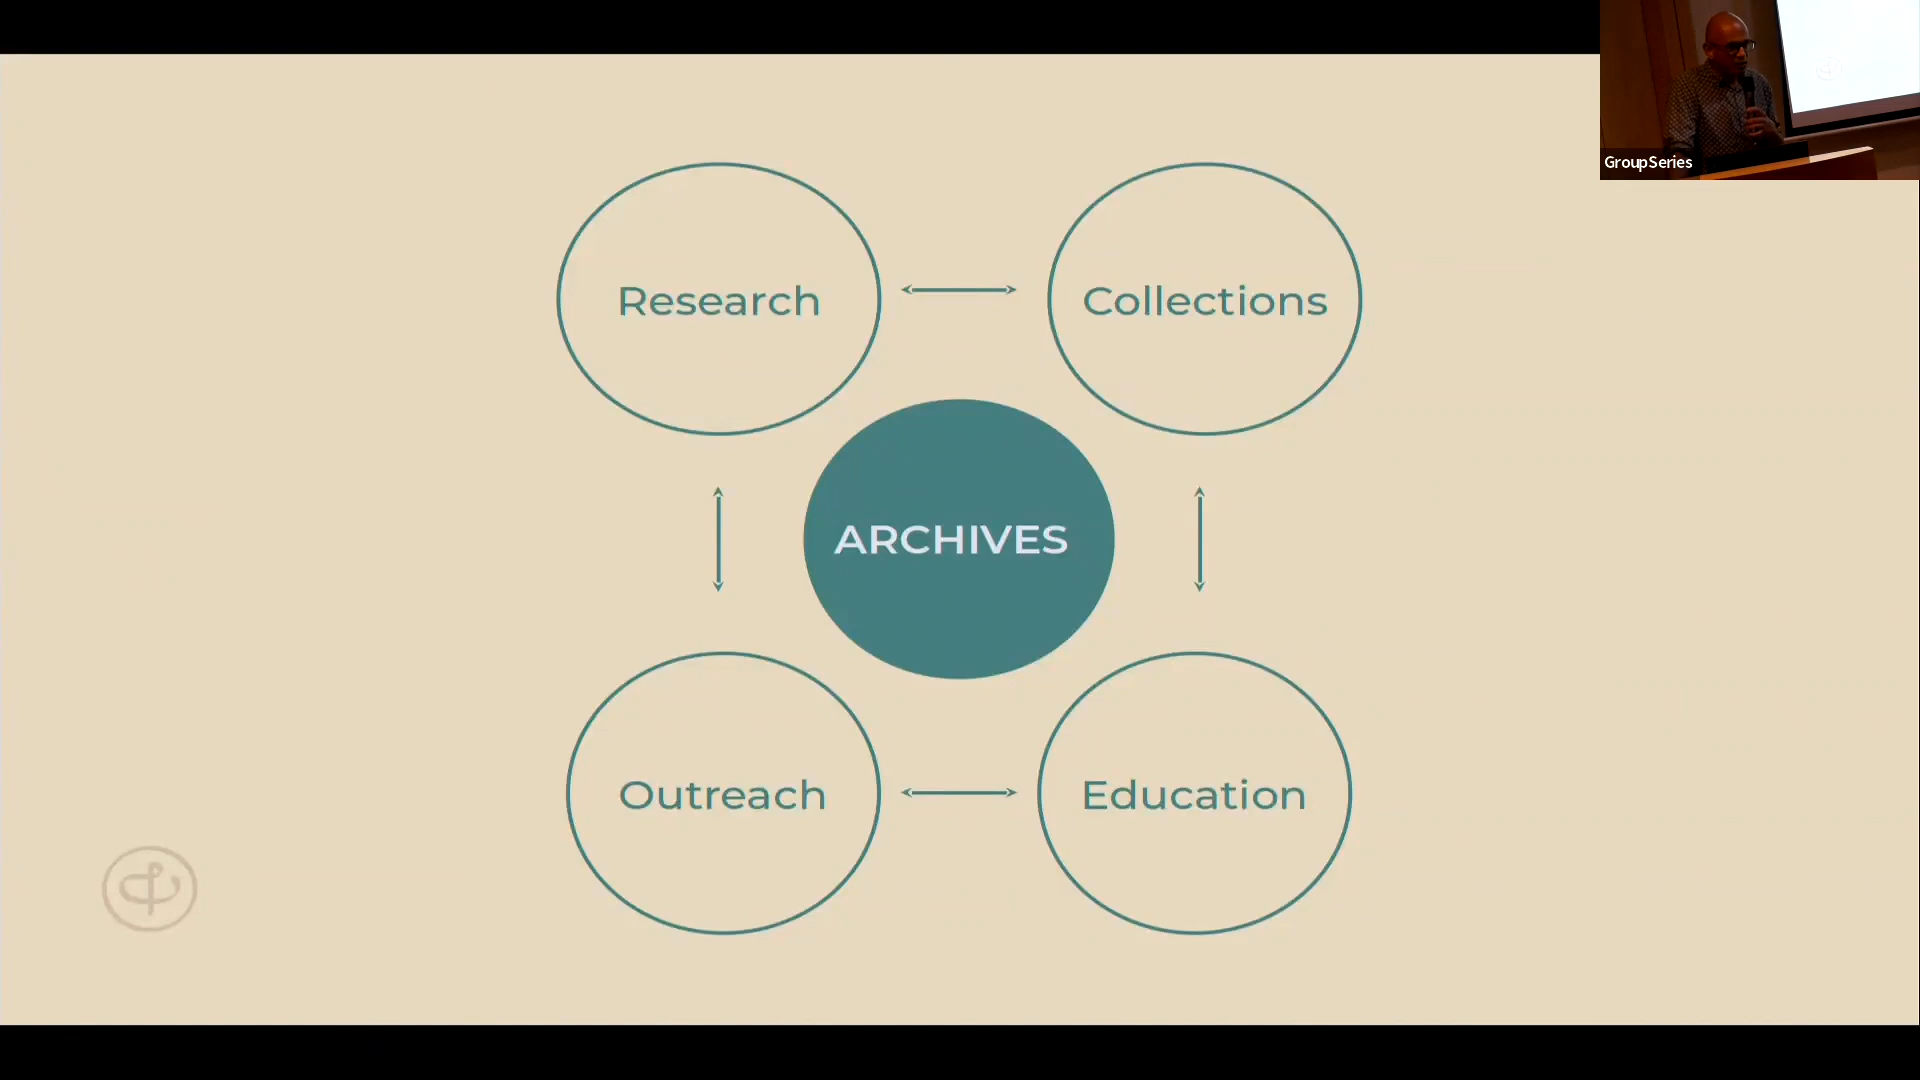 GroupSeries
Research
Collections
ARCHIVES
Outreach
Education